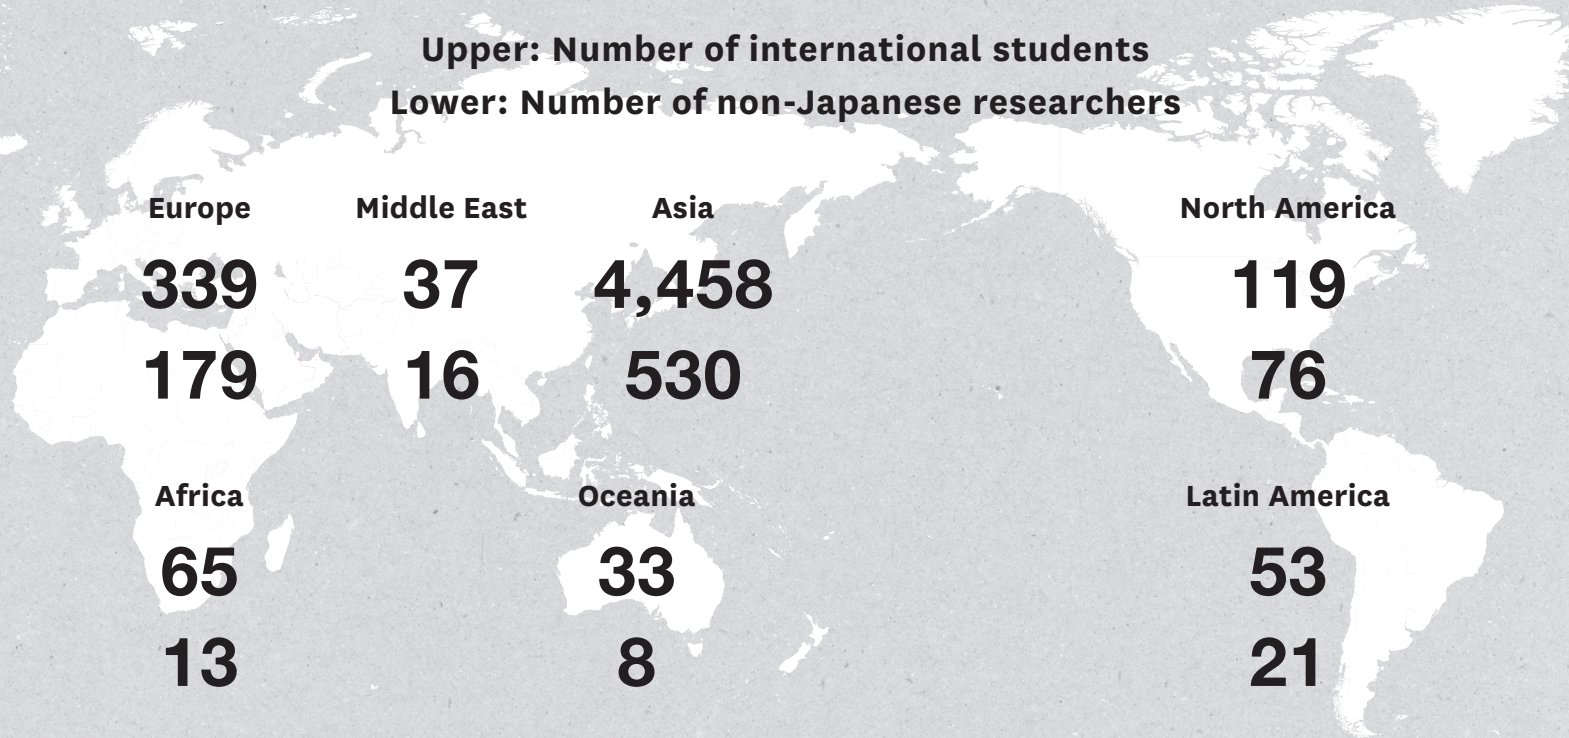 Upper: Number of international students
Lower: Number of non-Japanese researchers
Europe
339
179
Middle East
37
16
Asia
4,458
530
North America
119
76
Africa
65
13
Oceania
33
8
Latin America
53
21